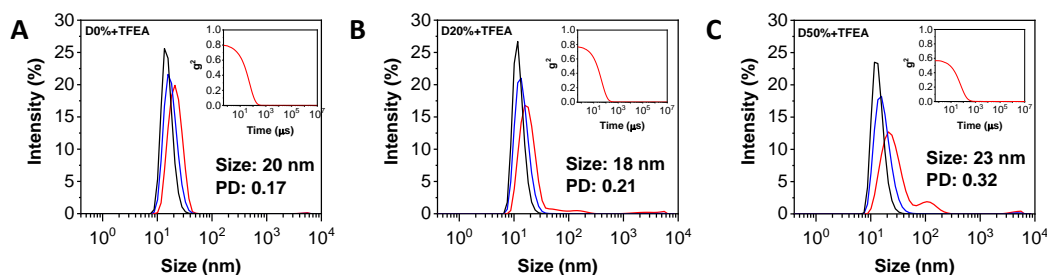 A
D0%+TFEA
Intensity (%)
30
25
20
15
10
5
0
10⁰ 10¹ 10² 10³ 10⁴
Size (nm)
g²
1.0
0.8
0.6
0.4
0.2
0.0
10¹ 10³ 10⁵ 10⁷
Time (μs)
Size: 20 nm
PD: 0.17
B
D20%+TFEA
Intensity (%)
30
25
20
15
10
5
0
10⁰ 10¹ 10² 10³ 10⁴
Size (nm)
g²
1.0
0.8
0.6
0.4
0.2
0.0
10¹ 10³ 10⁵ 10⁷
Time (μs)
Size: 18 nm
PD: 0.21
C
D50%+TFEA
Intensity (%)
30
25
20
15
10
5
0
10⁰ 10¹ 10² 10³ 10⁴
Size (nm)
g²
1.0
0.8
0.6
0.4
0.2
0.0
10¹ 10³ 10⁵ 10⁷
Time (μs)
Size: 23 nm
PD: 0.32